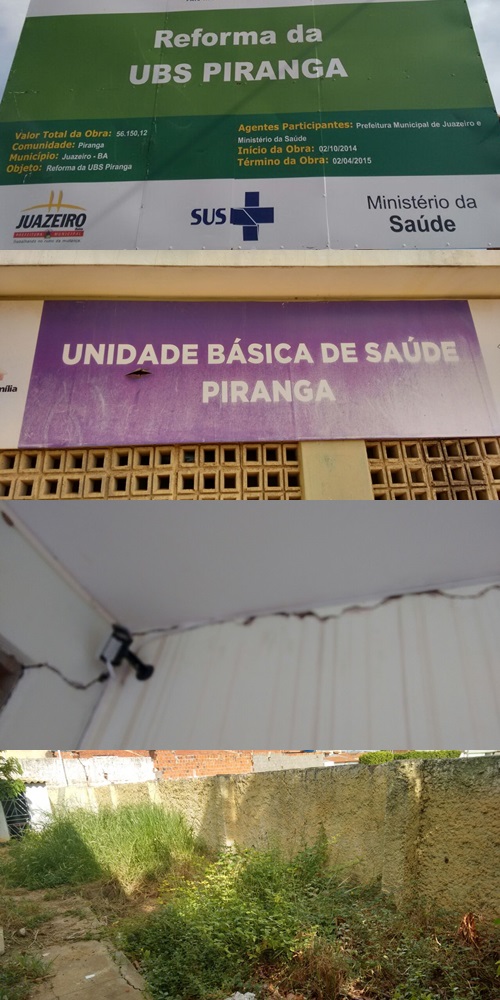 Reforma da
UBS PIRANGA
Valor Total da Obra: 56.150,12
Comunidade: Piranga
Município: Juazeiro - BA
Objeto: Reforma da UBS Piranga
Agentes Participantes: Prefeitura Municipal de Juazeiro e
Ministério da Saúde
Início da Obra: 02/10/2014
Término da Obra: 02/04/2015
JUAZEIRO
SUS
Ministério da
Saúde
UNIDADE BÁSICA DE SAÚDE
PIRANGA
mília